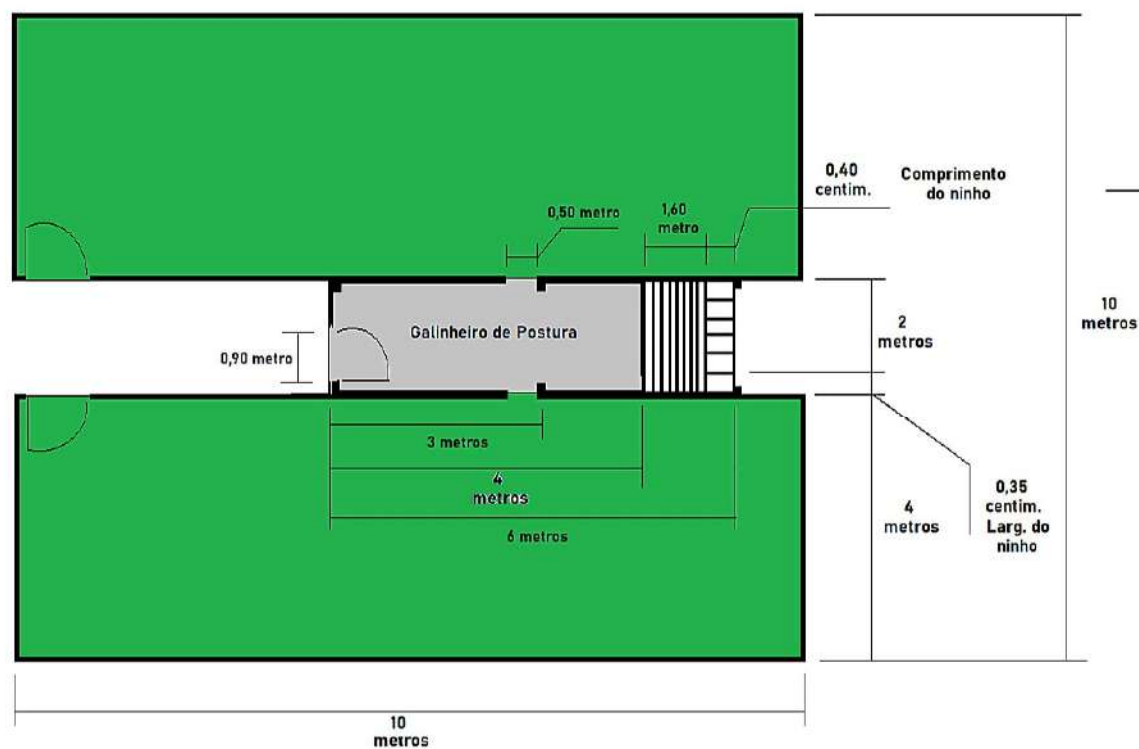 0,40
centim.
Comprimento
do ninho
0,50 metro
1,60
metro
Galinheiro de Postura
0,90 metro
2
metros
10
metros
3 metros
4
metros
6 metros
4
metros
0,35
centim.
Larg. do
ninho
10
metros